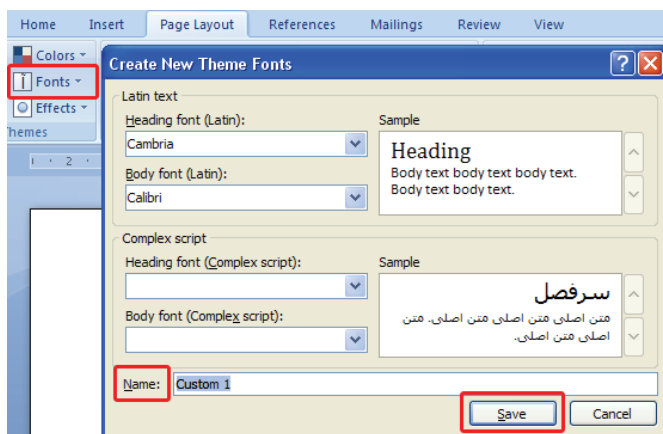 Home Insert Page Layout References Mailings Review View
Colors
Fonts
Effects
Themes
2
Create New Theme Fonts
Latin text
Heading font (Latin):
Cambria
Body font (Latin):
Calibri
Sample
Heading
Body text body text body text.
Body text body text.
Complex script
Heading font (Complex script):
Body font (Complex script):
Sample
سرفصل
متن اصلی متن اصلی متن اصلی. متن
اصلی متن اصلی.
Name: Custom 1
Save Cancel